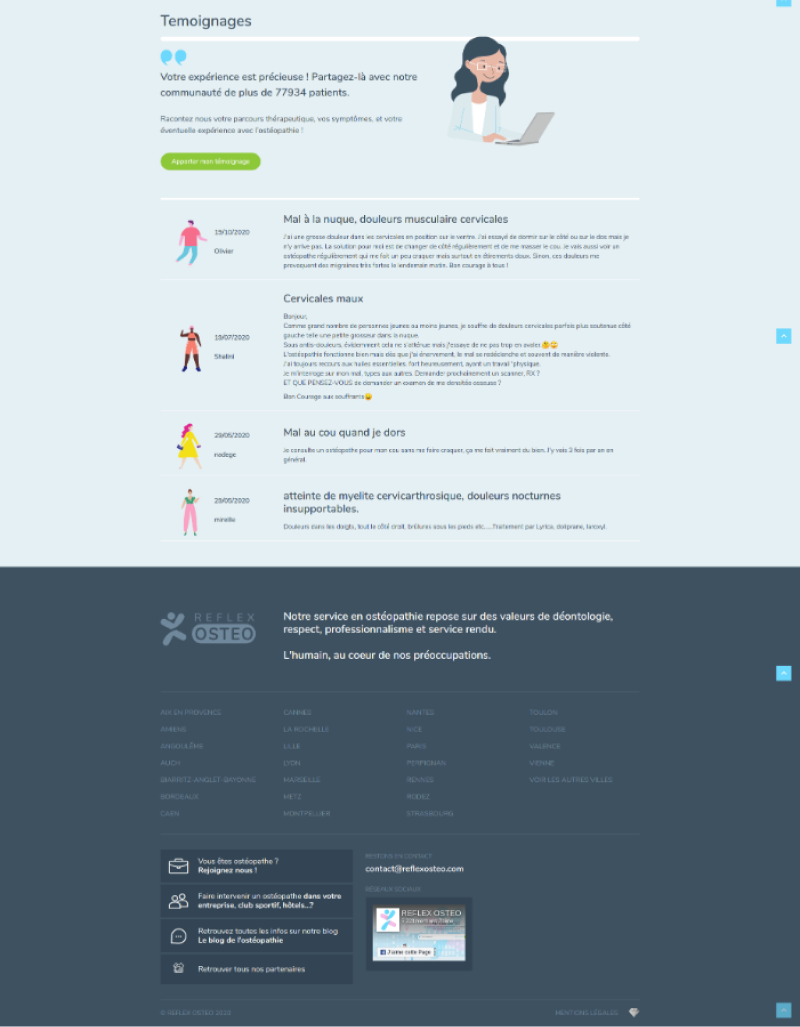 Temoignages
Votre expérience est précieuse ! Partagez-là avec notre
communauté de plus de 77934 patients.
Racontez nous votre parcours thérapeutique, vos symptômes, et votre
éventuelle expérience avec l'ostéopathie !
Apporter mon témoignage
19/10/2020
Olivier
Mal à la nuque, douleurs musculaire cervicales
J'ai une grosse douleur dans les cervicales en position sur le ventre. J'ai essayé de dormir sur le côté ou sur le dos mais je
n'y arrive pas. La solution pour moi est de changer de côté régulièrement et de me masser le cou. Je vais aussi voir un
ostéopathe régulièrement qui me fait un peu craquer mais surtout en étirements doux. Sinon, ces douleurs me
provoquent des migraines très fortes le lendemain matin. Bon courage à tous !
19/07/2020
Shaimi
Cervicales maux
Bonjour,
Comme grand nombre de personnes jeunes ou moins jeunes, je souffre de douleurs cervicales parfois plus soutenue côté
gauche telle une petite grosseur dans la nuque.
Sous antis-douleurs, évidemment cela ne s'atténue mais j'essaye de ne pas trop en avaler
L'ostéopathie fonctionne bien mais dès que j'ai énervement, le mal se redéclenche et souvent de manière violente.
J'ai toujours recours aux huiles essentielles, fort heureusement, ayant un travail "physique.
Je m'interroge sur mon mal, types aux autres. Demander prochainement un scanner, RX ?
ET QUE PENSEZ-VOUS de demander un examen de ma densités osseuse ?
Bon Courage aux souffrants
29/05/2020
nadege
Mal au cou quand je dors
Je consulte un ostéopathe pour mon cou sans me faire craquer, ça me fait vraiment du bien. J'y vais 3 fois par an en
général.
29/05/2020
mireille
atteinte de myelite cervicarthrosique, douleurs nocturnes
insupportables.
Douleurs dans les doigts, tout le côté droit, brûlures sous les pieds etc.....Traitement par Lyrica, doliprane, laroxyl.
REFLEX
OSTEO
Notre service en ostéopathie repose sur des valeurs de déontologie,
respect, professionnalisme et service rendu.
L'humain, au coeur de nos préoccupations.
AIX EN PROVENCE
AMIENS
ANGOULÊME
AUCH
BIARRITZ-ANGLET-BAYONNE
BORDEAUX
CAEN
CANNES
LA ROCHELLE
LILLE
LYON
MARSEILLE
METZ
MONTPELLIER
NANTES
NICE
PARIS
PERPIGNAN
RENNES
RODEZ
STRASBOURG
TOULON
TOULOUSE
VALENCE
VIENNE
VOIR LES AUTRES VILLES
Vous êtes ostéopathe ?
Rejoignez nous !
Faire intervenir un ostéopathe dans votre
entreprise, club sportif, hôtels...?
Retrouvez toutes les infos sur notre blog
Le blog de l'ostéopathie
Retrouver tous nos partenaires
RESTONS EN CONTACT
contact@reflexosteo.com
RÉSEAUX SOCIAUX
REFLEX OSTEO
J'aime cette Page
© REFLEX OSTEO 2020
MENTIONS LÉGALES